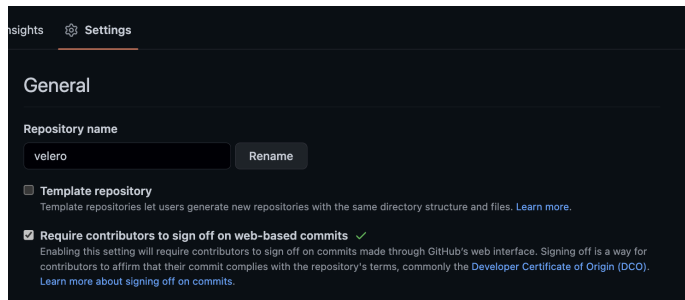 Insights Settings
General
Repository name
velero Rename
Template repository
Template repositories let users generate new repositories with the same directory structure and files. Learn more.
Require contributors to sign off on web-based commits
Enabling this setting will require contributors to sign off on commits made through GitHub's web interface. Signing off is a way for
contributors to affirm that their commit complies with the repository's terms, commonly the Developer Certificate of Origin (DCO).
Learn more about signing off on commits.